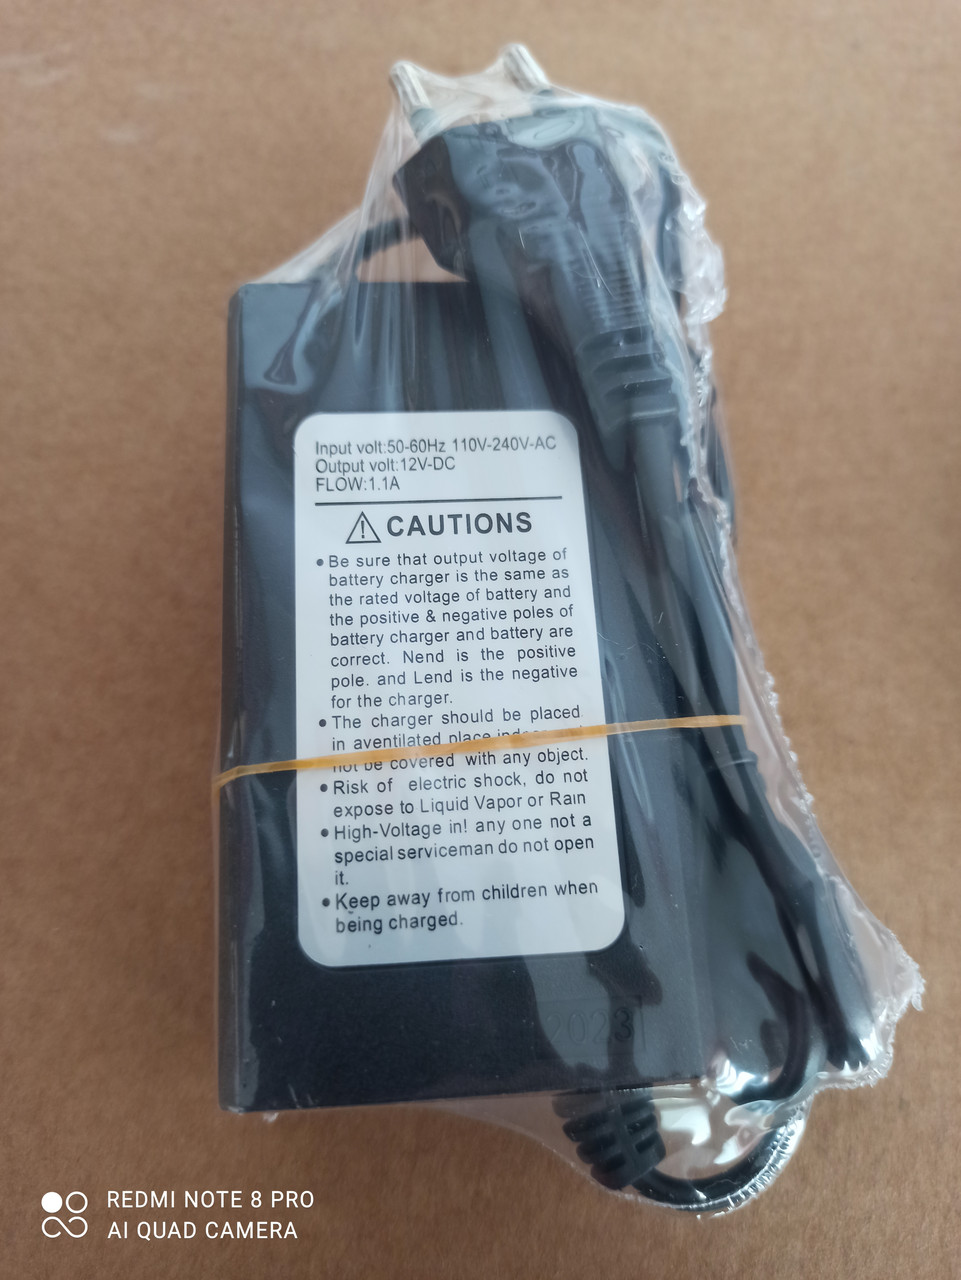 Input volt:50-60Hz 110V-240V-AC
Output volt:12V-DC
FLOW:1.1A
CAUTIONS
•Be sure that output voltage of
battery charger is the same as
the rated voltage of battery and
the positive & negative poles of
battery charger and battery are
correct. Nend is the positive
pole. and Lend is the negative
for the charger.
•The charger should be placed
in aventilated place
not be covered with any object.
•Risk of electric shock, do not
expose to Liquid Vapor or Rain
•High-Voltage in! any one not a
special serviceman do not open
it.
•Keep away from children when
being charged.
2023
REDMI NOTE 8 PRO
AI QUAD CAMERA